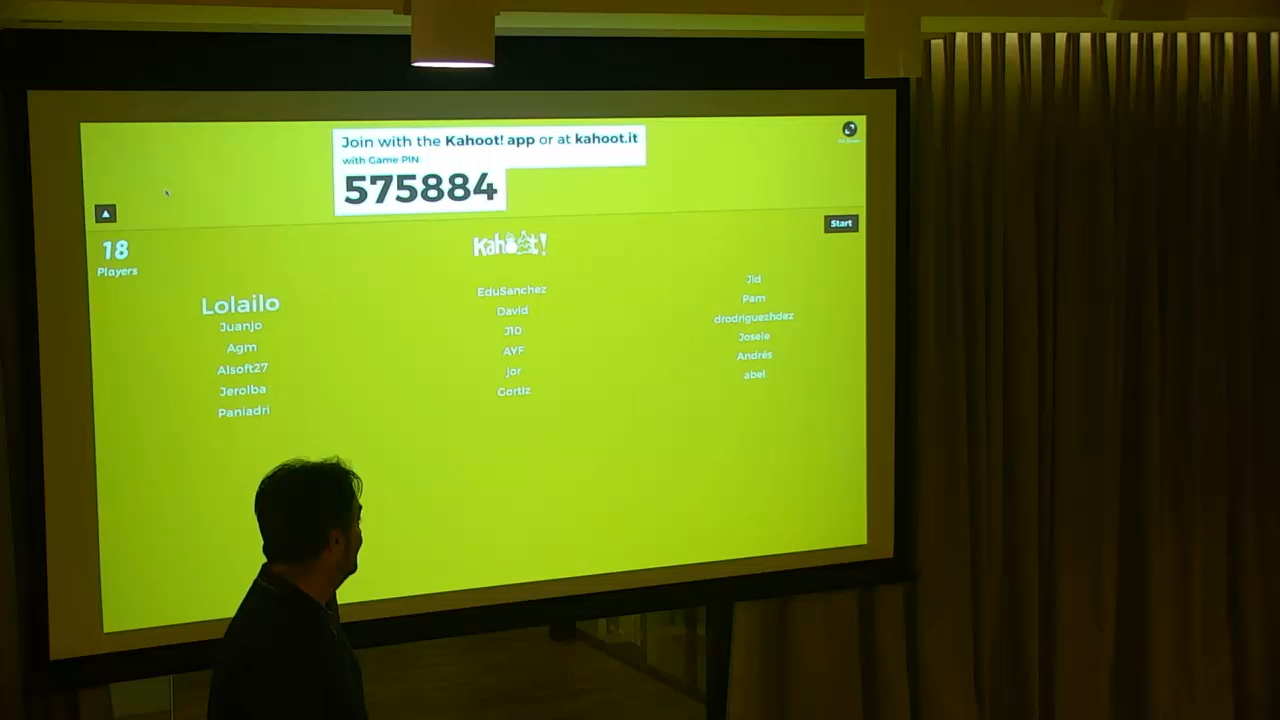 Join with the Kahoot! app or at kahoot.it
with Game PIN:
575884
Start
18
Players
Kahoot!
Lolailo
Juanjo
Agm
Alsoft27
Jerolba
Paniadri
EduSanchez
David
J10
AYF
jor
Gortiz
Jld
Pam
drodriguezhdez
Josele
Andrés
abel